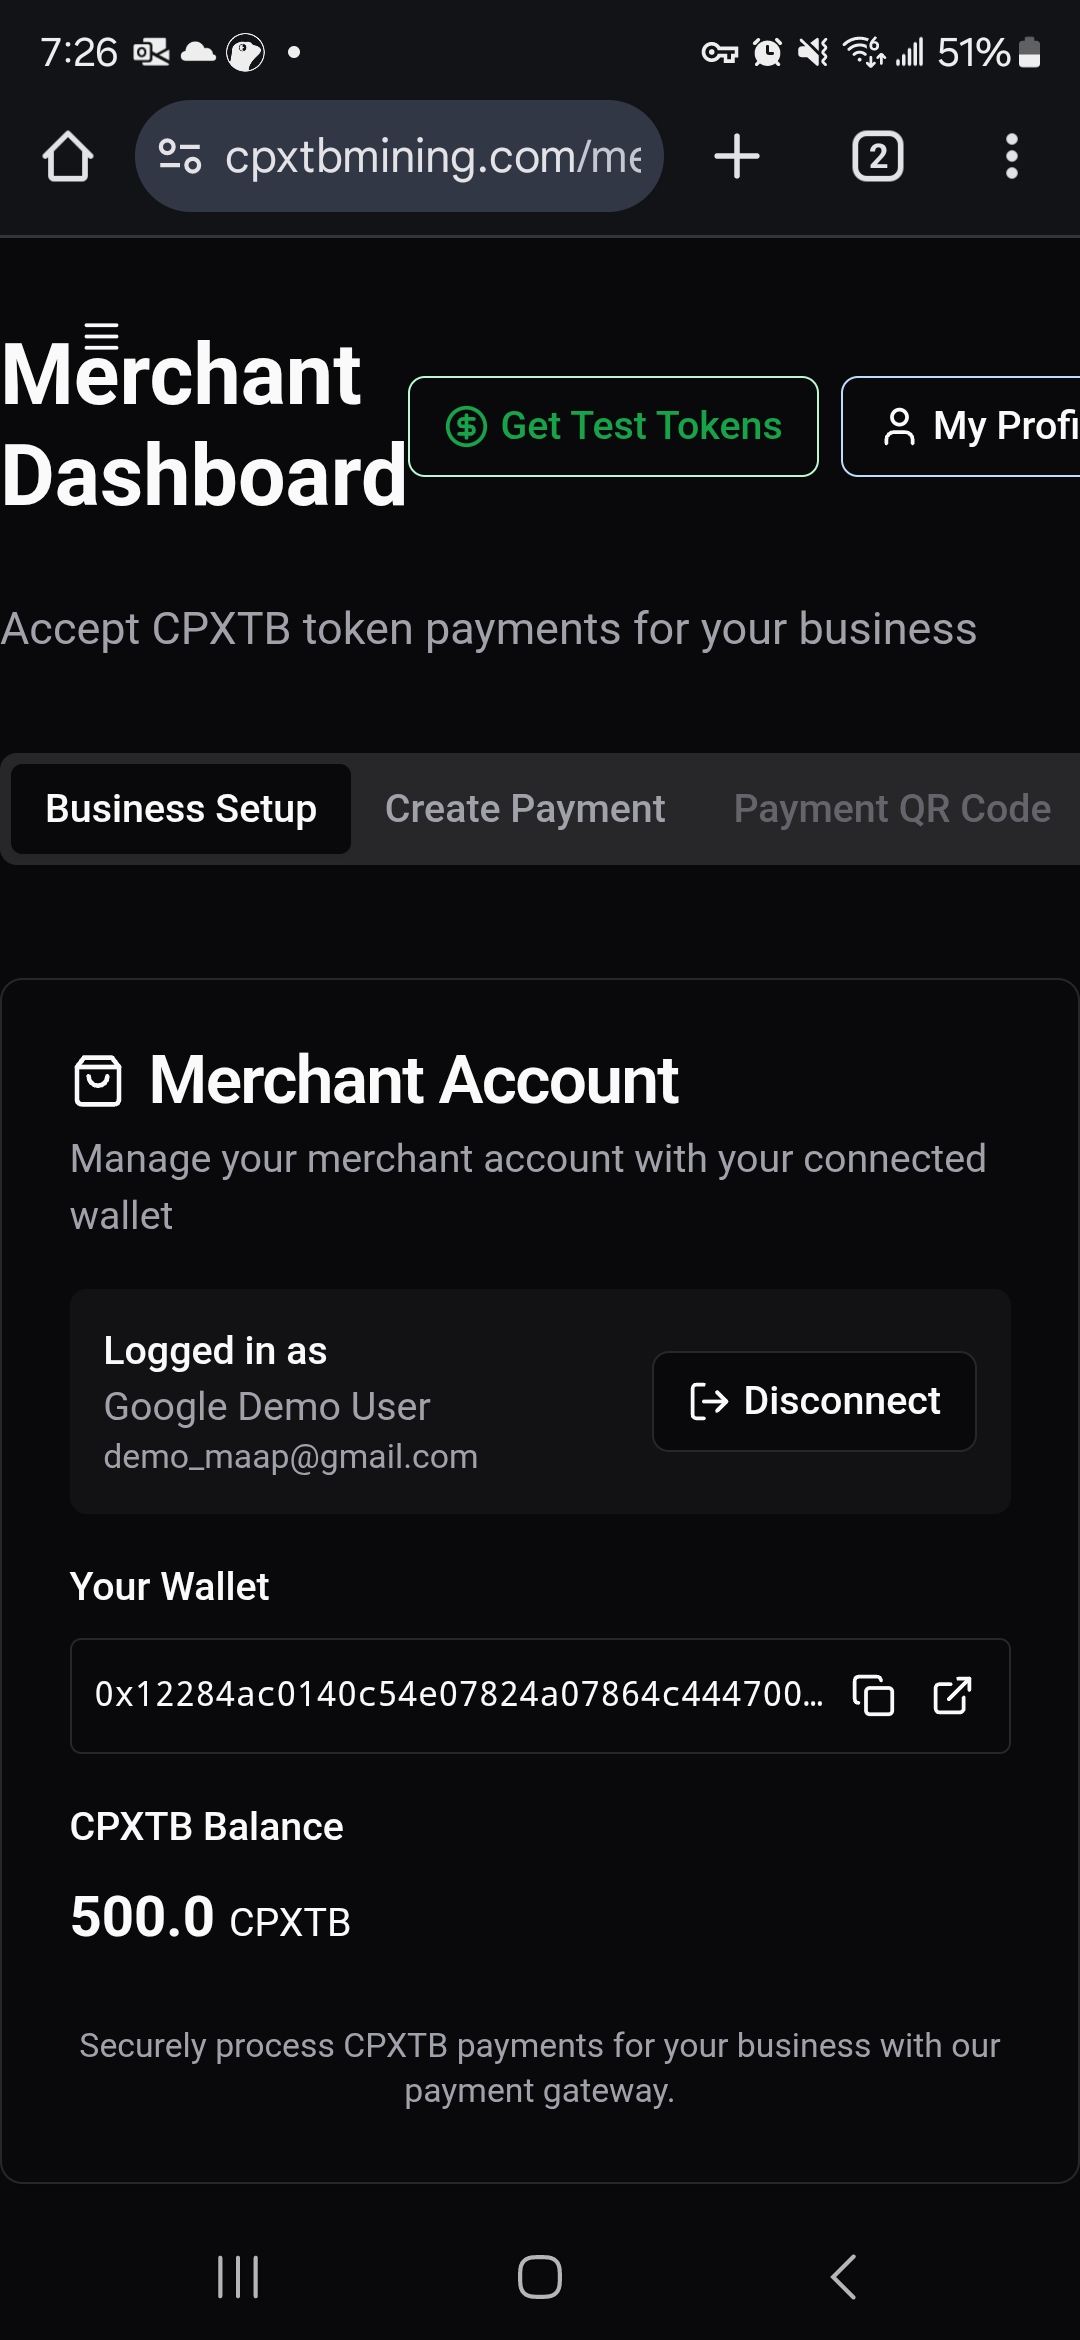 7:26
51%
cpxtbmining.com/me
2
Merchant
Dashboard
Get Test Tokens
My Profi
Accept CPXTB token payments for your business
Business Setup
Create Payment
Payment QR Code
Merchant Account
Manage your merchant account with your connected
wallet
Logged in as
Google Demo User
demo_maap@gmail.com
Disconnect
Your Wallet
0x12284ac0140c54e07824a07864c444700…
CPXTB Balance
500.0 CPXTB
Securely process CPXTB payments for your business with our
payment gateway.